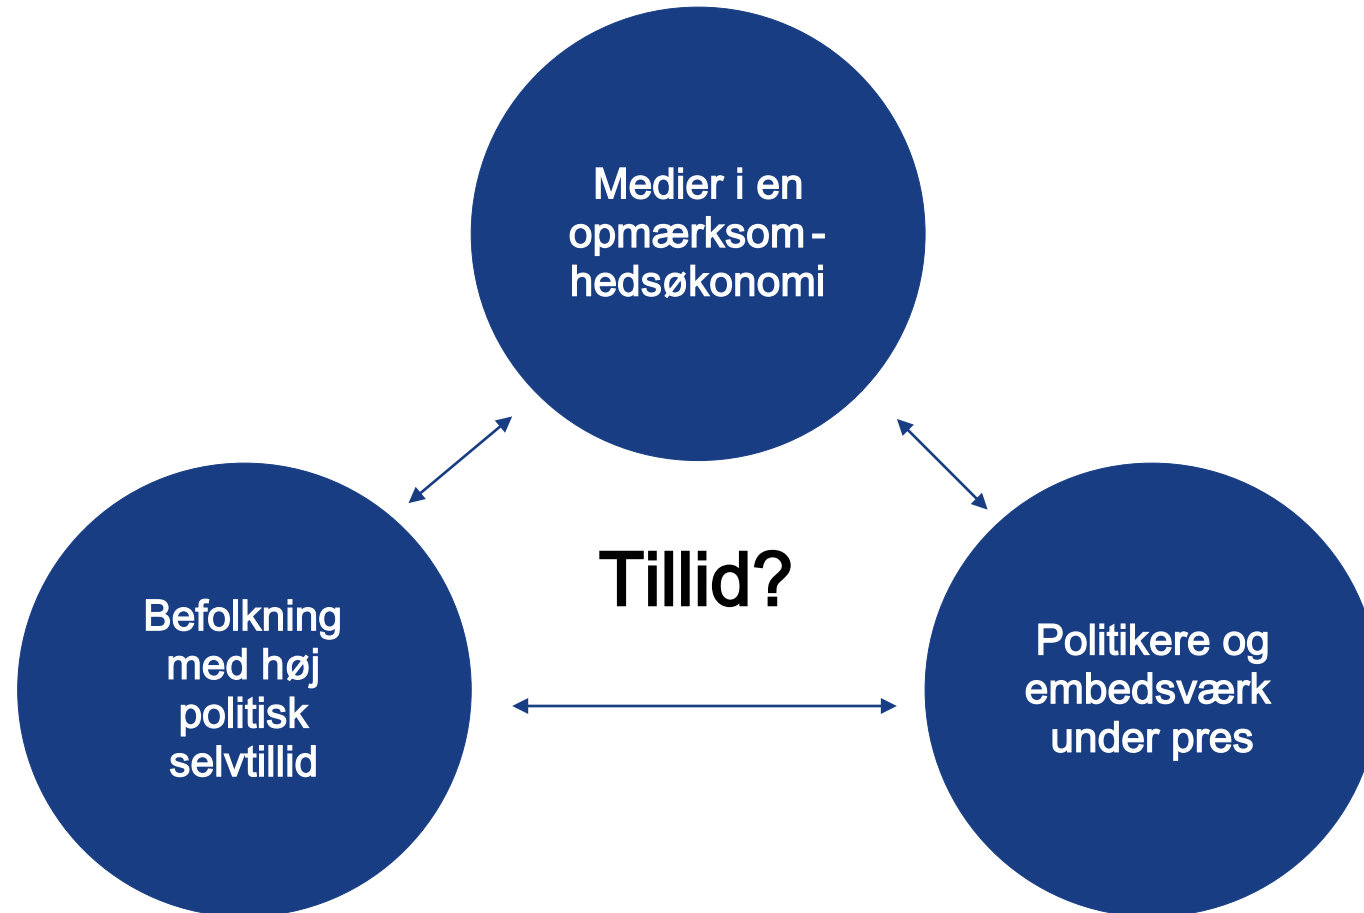 Medier i en
opmærksom -
hedsøkonomi
Tillid?
Befolkning
med høj
politisk
selvtillid
Politikere og
embedsværk
under pres